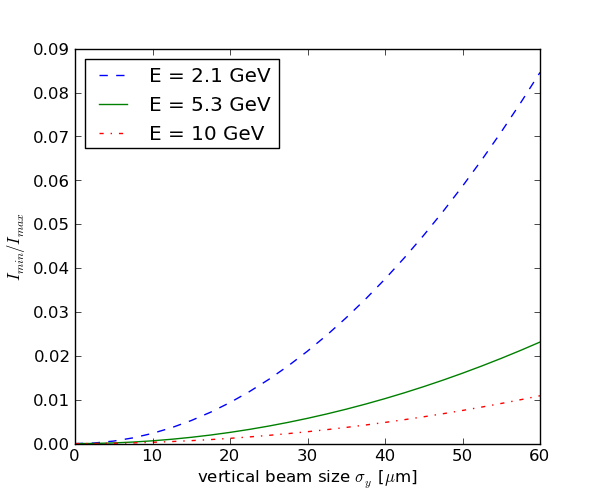 0.09
0.08
0.07
0.06
0.05
0.04
0.03
0.02
0.01
0.00
I_min/I_max
E = 2.1 GeV
E = 5.3 GeV
E = 10 GeV
0 10 20 30 40 50 60
vertical beam size σ_y [μm]